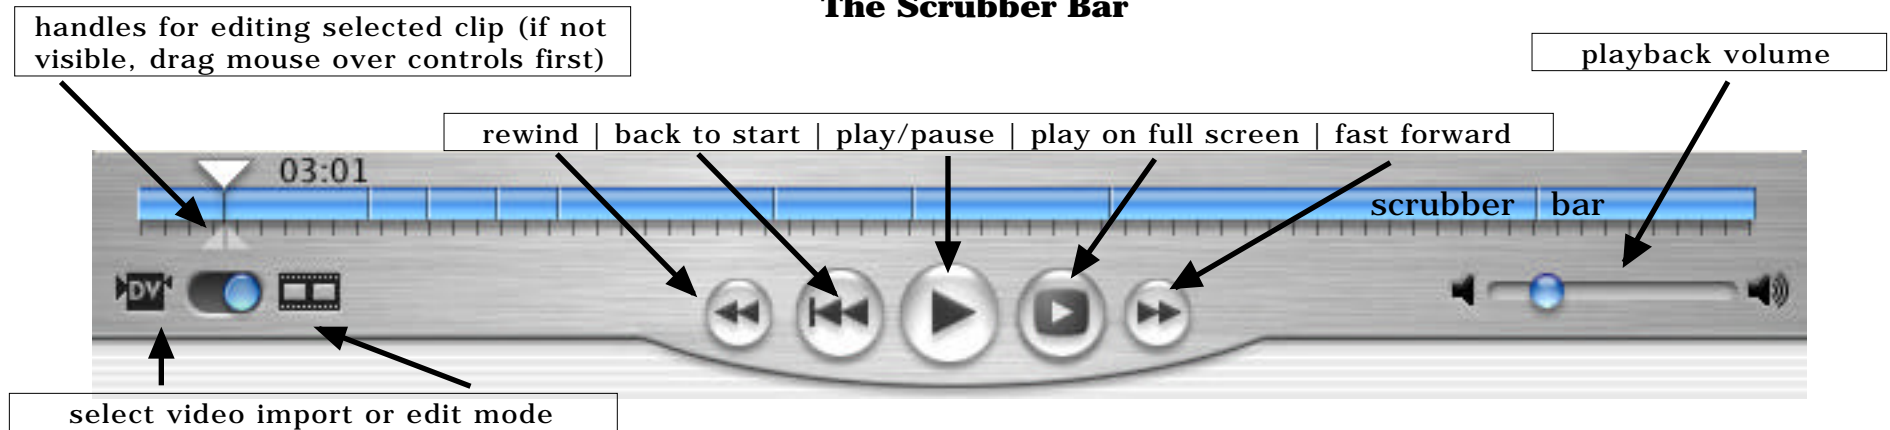 The Scrubber Bar
handles for editing selected clip (if not
visible, drag mouse over controls first)
playback volume
rewind | back to start | play/pause | play on full screen | fast forward
03:01
scrubber bar
DV
select video import or edit mode